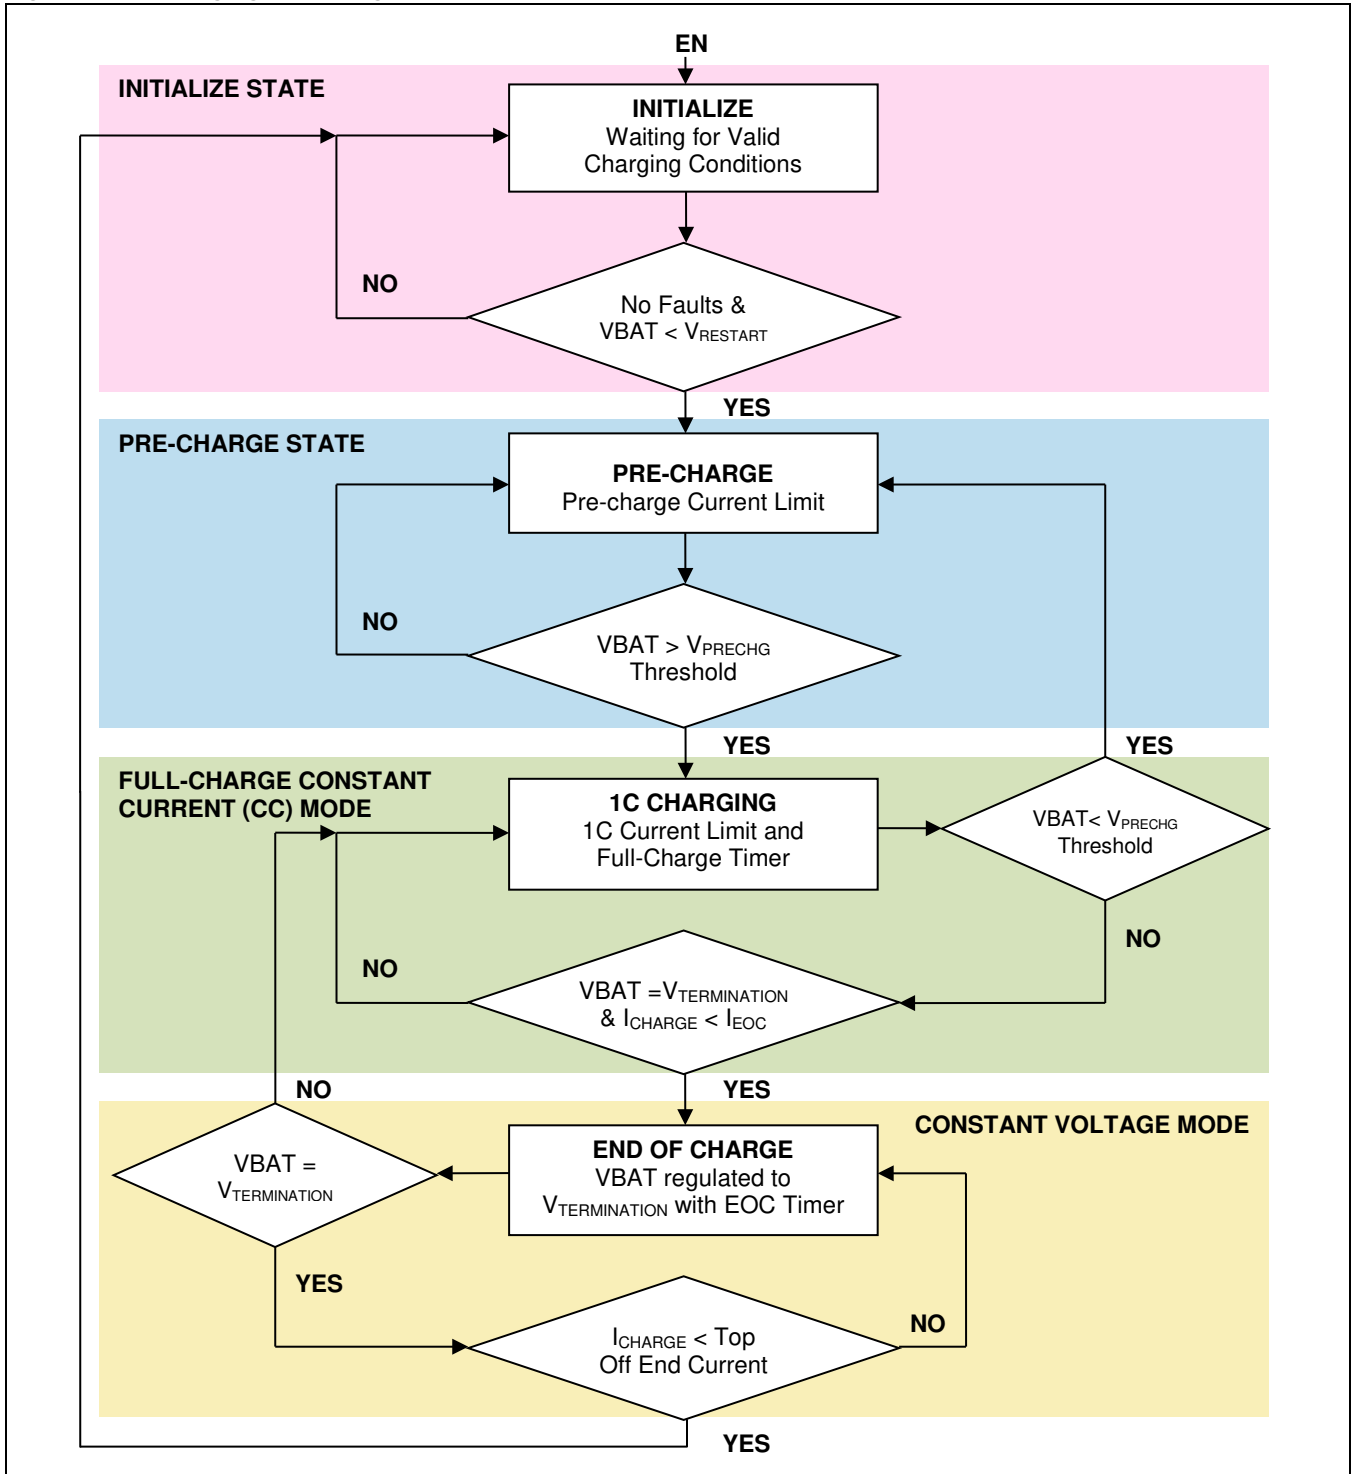 EN
INITIALIZE STATE
INITIALIZE
Waiting for Valid
Charging Conditions
NO
No Faults &
VBAT < VRESTART
YES
PRE-CHARGE STATE
PRE-CHARGE
Pre-charge Current Limit
NO
VBAT > VPRECHG
Threshold
YES
YES
FULL-CHARGE CONSTANT
CURRENT (CC) MODE
1C CHARGING
1C Current Limit and
Full-Charge Timer
VBAT< VPRECHG
Threshold
NO
NO
VBAT =VTERMINATION
& ICHARGE < IEOC
NO
YES
CONSTANT VOLTAGE MODE
END OF CHARGE
VBAT regulated to
VTERMINATION with EOC Timer
VBAT =
VTERMINATION
YES
ICHARGE < Top
Off End Current
NO
YES